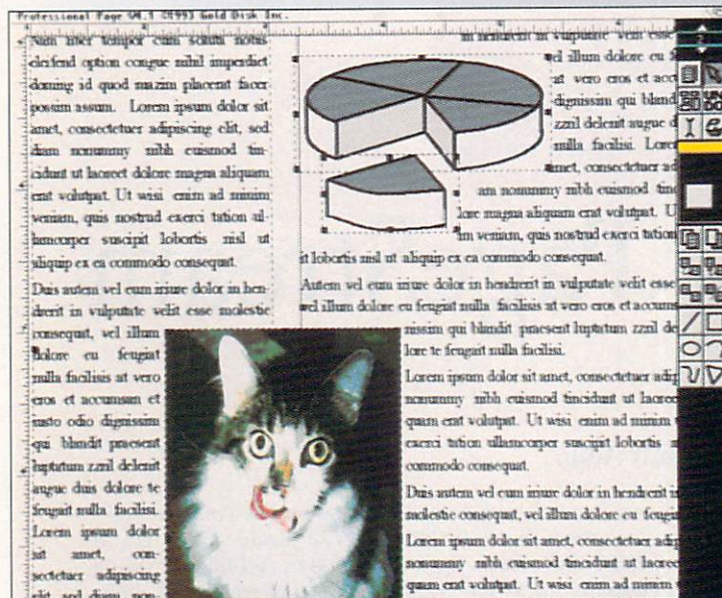 Professional Page V4.1 ©1993 Gold Disk Inc.
Nam liber tempor cum soluta nobis
eleifend option congue nihil imperdiet
doming id quod mazim placerat facer
possim assum. Lorem ipsum dolor sit
amet, consectetuer adipiscing elit, sed
diam nonummy nibh euismod tin-
cidunt ut laoreet dolore magna aliquam
erat volutpat. Ut wisi enim ad minim
veniam, quis nostrud exerci tation ul-
lamcorper suscipit lobortis nisl ut
aliquip ex ea commodo consequat.
Duis autem vel eum iriure dolor in hen-
drerit in vulputate velit esse molestie
consequat, vel illum
dolore eu feugiat
nulla facilisis at vero
eros et accumsan et
iusto odio dignissim
qui blandit praesent
luptatum zzril delenit
augue duis dolore te
feugait nulla facilisi.
Lorem ipsum dolor
sit amet, con-
sectetuer adipiscing
elit, sed diam non-
in hendrerit in vulputate velit esse
vel illum dolore eu
at vero eros et
dignissim qui
zzril delenit augue
nulla facilisi.
amet, consectetuer
am nonummy nibh euismod
lore magna aliquam erat volutpat. U
im veniam, quis nostrud exerci tation
it lobortis nisl ut aliquip ex ea commodo consequat.
Autem vel eum iriure dolor in hendrerit in vulputate velit esse
vel illum dolore eu feugiat nulla facilisis at vero eros et accums
nissim qui blandit praesent luptatum zzril de
lore te feugait nulla facilisi.
Lorem ipsum dolor sit amet, consectetuer adip
nonummy nibh euismod tincidunt ut laoree
quam erat volutpat. Ut wisi enim ad minim
exerci tation ullamcorper suscipit lobortis
commodo consequat.
Duis autem vel eum iriure dolor in hendrerit i
molestie consequat, vel illum dolore eu feugi
Lorem ipsum dolor sit amet, consectetuer adip
nonummy nibh euismod tincidunt ut laoree
quam erat volutpat. Ut wisi enim ad minim